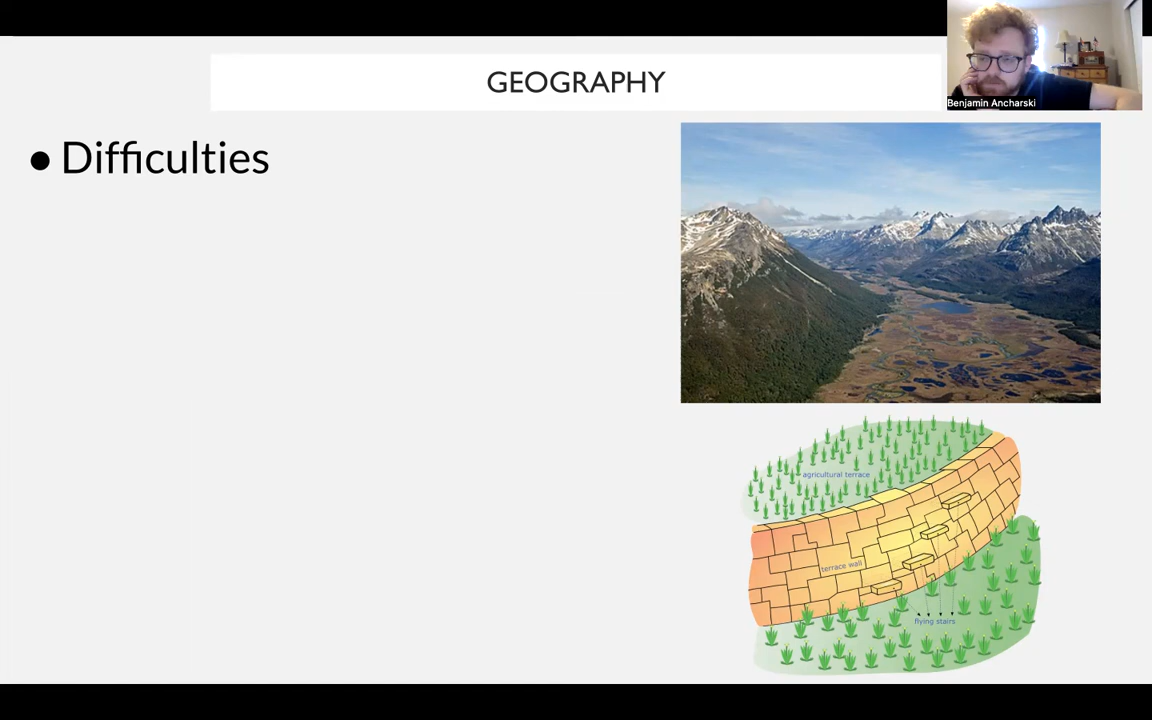 GEOGRAPHY
Benjamin Ancharski
● Difficulties
agricultural terrace
terrace wall
flying stairs